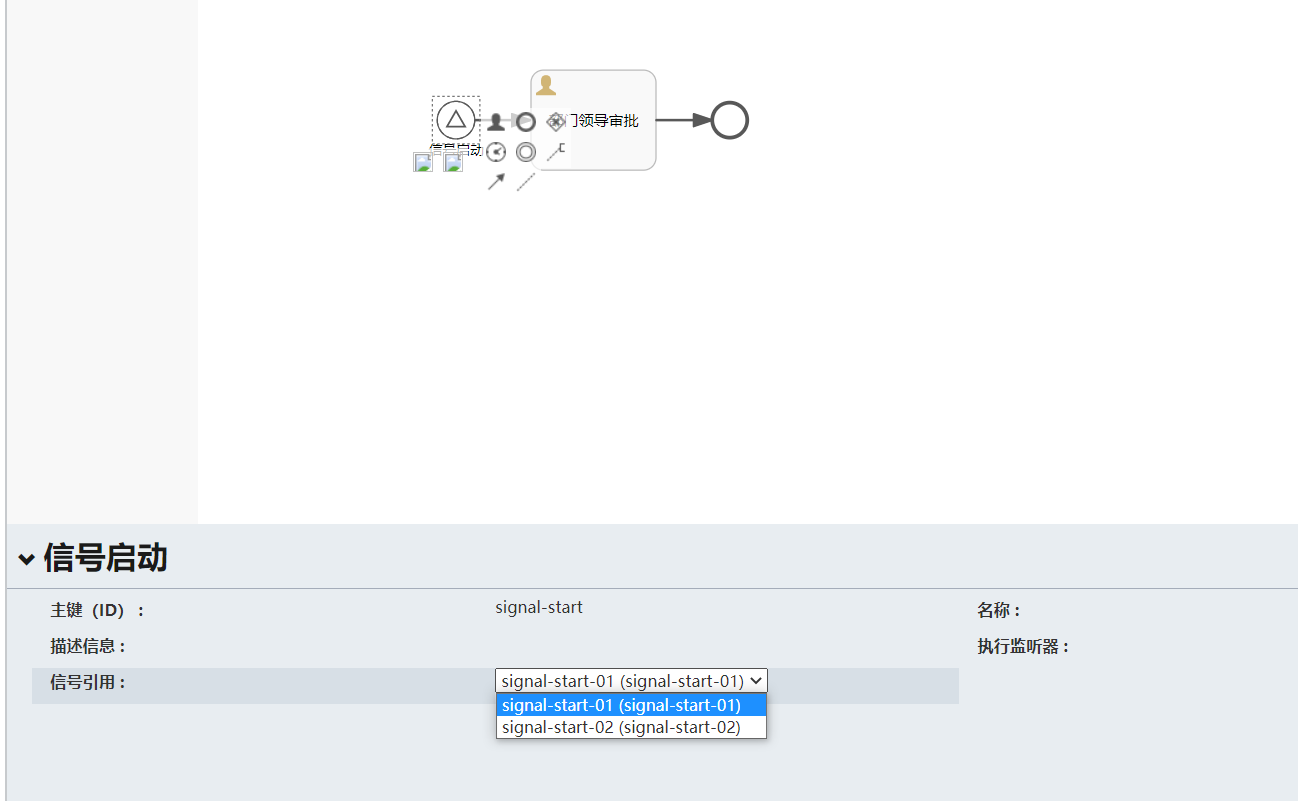 门领导审批
信号启动
信号启动
主键（ID）：
signal-start
名称：
描述信息：
执行监听器：
信号引用：
signal-start-01 (signal-start-01)
signal-start-01 (signal-start-01)
signal-start-02 (signal-start-02)